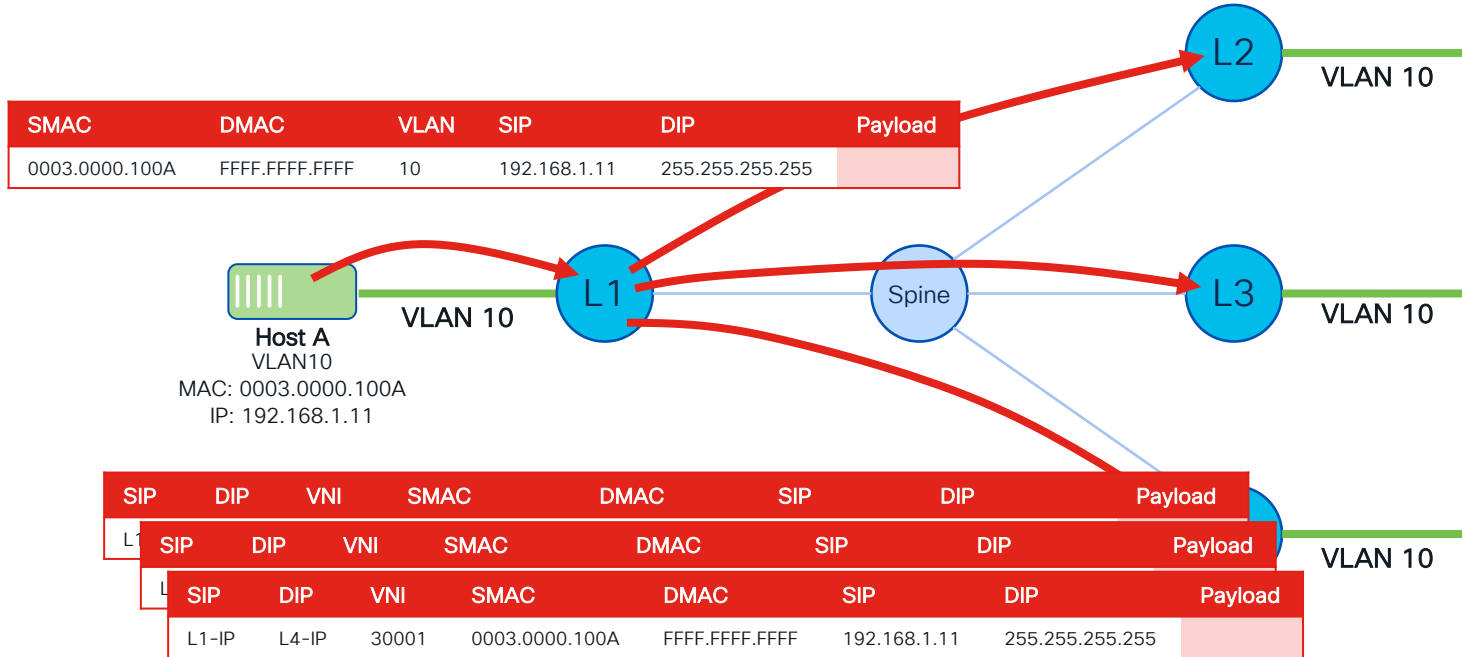 L2
VLAN 10
SMAC DMAC VLAN SIP DIP Payload
0003.0000.100A FFFF.FFFF.FFFF 10 192.168.1.11 255.255.255.255
L1
Spine
L3
VLAN 10
VLAN 10
Host A
VLAN10
MAC: 0003.0000.100A
IP: 192.168.1.11
SIP DIP VNI SMAC DMAC SIP DIP Payload
L1
SIP DIP VNI SMAC DMAC SIP DIP Payload
L
VLAN 10
SIP DIP VNI SMAC DMAC SIP DIP Payload
L1-IP L4-IP 30001 0003.0000.100A FFFF.FFFF.FFFF 192.168.1.11 255.255.255.255